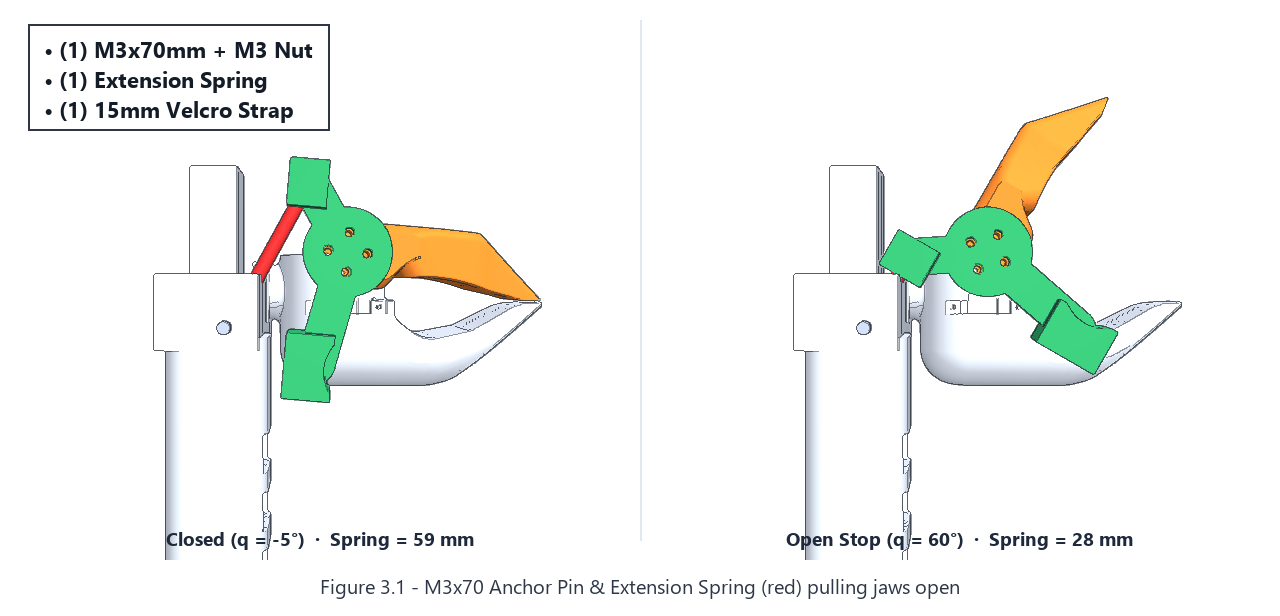 • (1) M3x70mm + M3 Nut
• (1) Extension Spring
• (1) 15mm Velcro Strap
Closed (q = -5°) · Spring = 59 mm
Open Stop (q = 60°) · Spring = 28 mm
Figure 3.1 - M3x70 Anchor Pin & Extension Spring (red) pulling jaws open